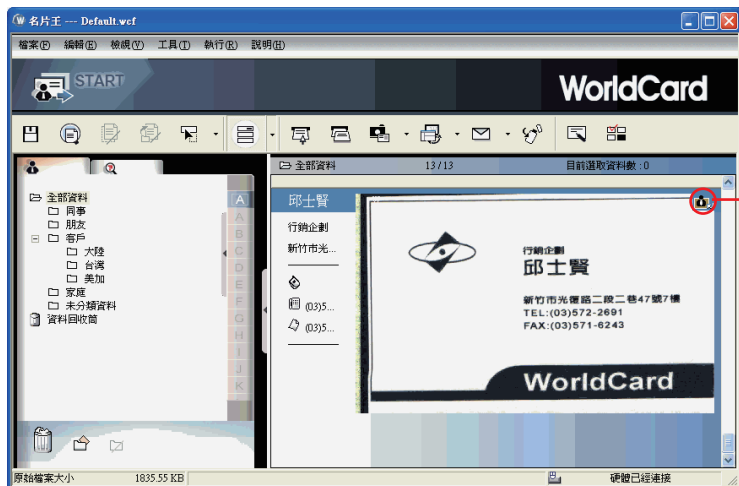 名片王 --- Default.wcf
檔案(F) 編輯(E) 檢視(V) 工具(T) 執行(R) 說明(H)
START
WorldCard
全部資料 13/13 目前選取資料數 : 0
全部資料
同事
朋友
客戶
大陸
台灣
美加
家庭
未分類資料
資料回收筒
A
A
B
C
D
E
F
G
H
I
J
K
邱士賢
行銷企劃
新竹市光...
(03)5...
(03)5...
行銷企劃
邱士賢
新竹市光復路二段二巷47號7樓
TEL:(03)572-2691
FAX:(03)571-6243
WorldCard
原始檔案大小 1835.55 KB 硬體已經連接